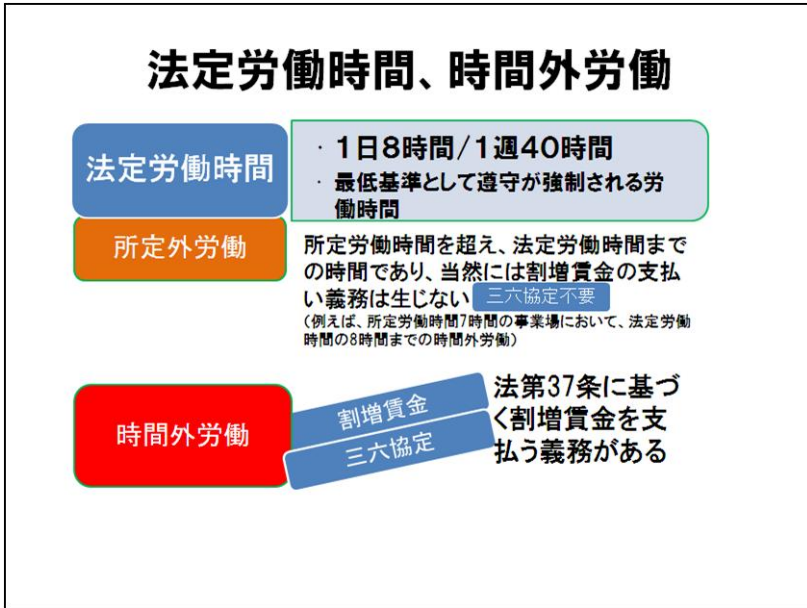 法定労働時間、時間外労働
法定労働時間
・ 1日8時間/1週40時間
・ 最低基準として遵守が強制される労
働時間
所定外労働
所定労働時間を超え、法定労働時間まで
の時間であり、当然には割増賃金の支払
い義務は生じない 三六協定不要
(例えば、所定労働時間7時間の事業場において、法定労働
時間の8時間までの時間外労働)
時間外労働
割増賃金
三六協定
法第37条に基づ
く割増賃金を支
払う義務がある